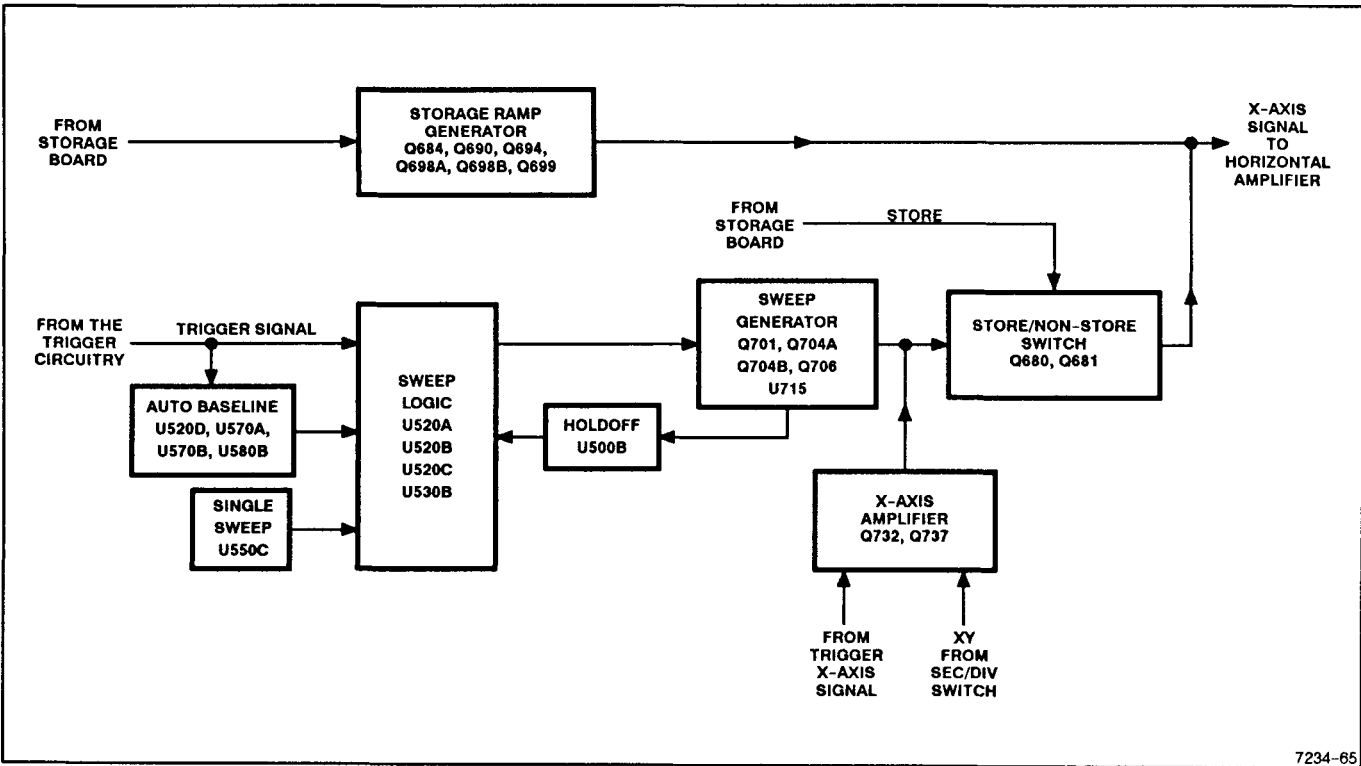 STORAGE RAMP
GENERATOR
Q684, Q690, Q694,
Q698A, Q698B, Q699
FROM
STORAGE
BOARD
X-AXIS
SIGNAL
TO
HORIZONTAL
AMPLIFIER
FROM
STORAGE
BOARD
STORE
FROM THE
TRIGGER
CIRCUITRY
TRIGGER SIGNAL
AUTO BASELINE
U520D, U570A,
U570B, U580B
SINGLE
SWEEP
U550C
SWEEP
LOGIC
U520A
U520B
U520C
U530B
HOLDOFF
U500B
SWEEP
GENERATOR
Q701, Q704A
Q704B, Q706
U715
STORE/NON-STORE
SWITCH
Q680, Q681
X-AXIS
AMPLIFIER
Q732, Q737
FROM
TRIGGER
X-AXIS
SIGNAL
XY
FROM
SEC/DIV
SWITCH
7234-65